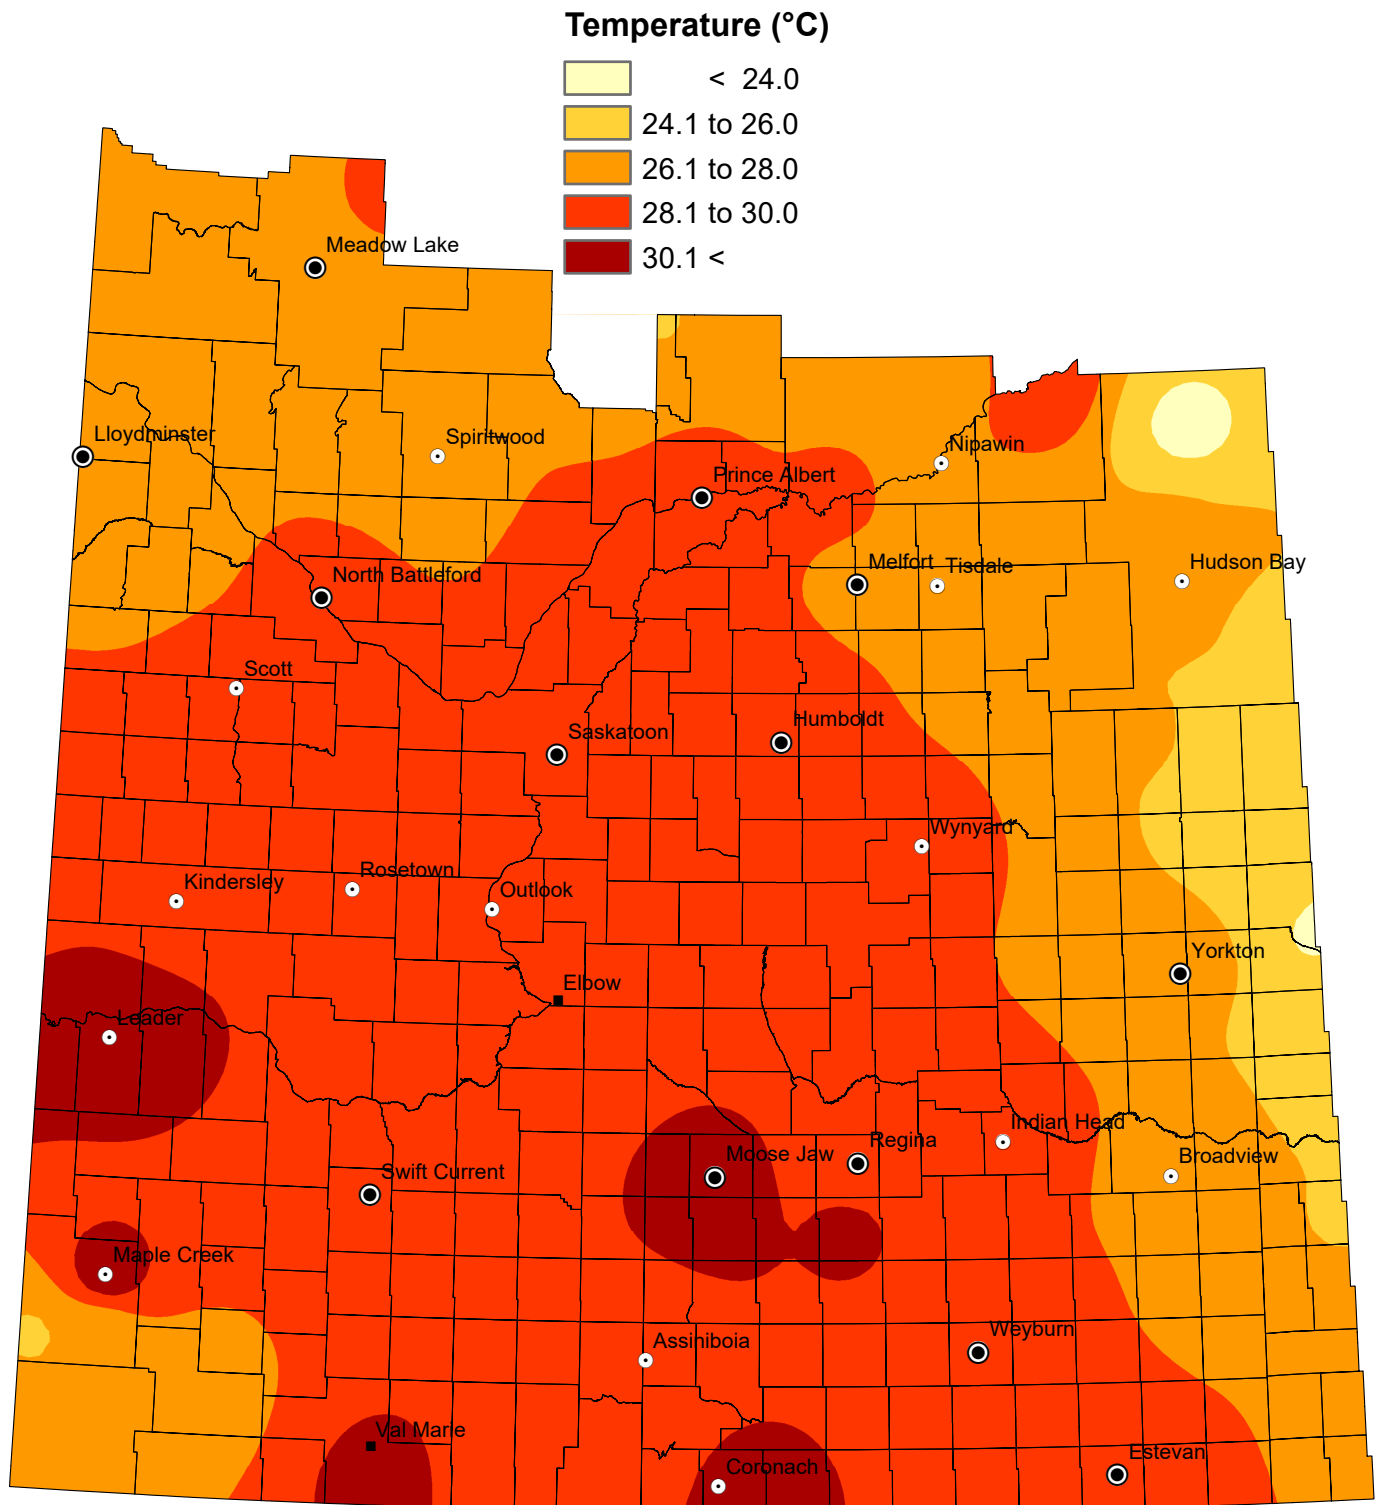 Temperature (°C)
< 24.0
24.1 to 26.0
26.1 to 28.0
28.1 to 30.0
30.1 <
Meadow Lake
Lloydminster
Spiritwood
Nipawin
Prince Albert
Melfort
Tisdale
Hudson Bay
North Battleford
Scott
Humboldt
Saskatoon
Wynyard
Rosetown
Kindersley
Outlook
Yorkton
Elbow
Leader
Indian Head
Regina
Moose Jaw
Broadview
Swift Current
Maple Creek
Weyburn
Assiniboia
Val Marie
Estevan
Coronach